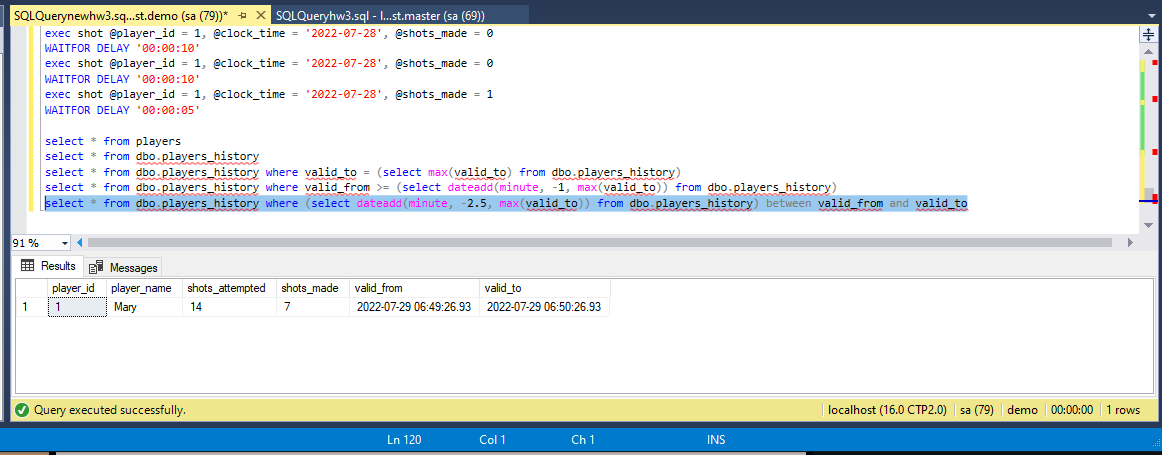 SQLQuerynewhw3.sq...st.demo (sa (79))* SQLQueryhw3.sql - l...st.master (sa (69))
exec shot @player_id = 1, @clock_time = '2022-07-28', @shots_made = 0
WAITFOR DELAY '00:00:10'
exec shot @player_id = 1, @clock_time = '2022-07-28', @shots_made = 0
WAITFOR DELAY '00:00:10'
exec shot @player_id = 1, @clock_time = '2022-07-28', @shots_made = 1
WAITFOR DELAY '00:00:05'
select * from players
select * from dbo.players_history
select * from dbo.players_history where valid_to = (select max(valid_to) from dbo.players_history)
select * from dbo.players_history where valid_from >= (select dateadd(minute, -1, max(valid_to)) from dbo.players_history)
select * from dbo.players_history where (select dateadd(minute, -2.5, max(valid_to)) from dbo.players_history) between valid_from and valid_to
91 %
Results Messages
player_id player_name shots_attempted shots_made valid_from valid_to
1 1 Mary 14 7 2022-07-29 06:49:26.93 2022-07-29 06:50:26.93
Query executed successfully. localhost (16.0 CTP2.0) sa (79) demo 00:00:00 1 rows
Ln 120 Col 1 Ch 1 INS